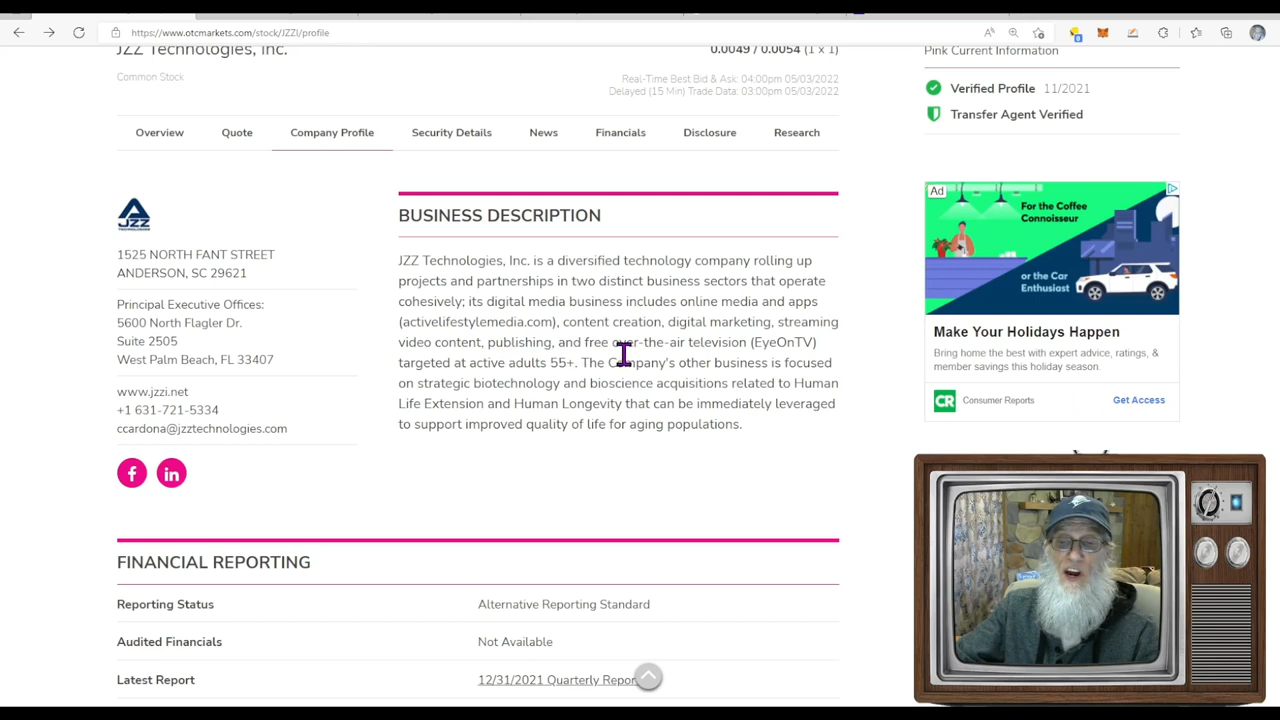 https://www.otcmarkets.com/stock/JZZI/profile
JZZ Technologies, Inc.
0.0049 / 0.0054 (1 x 1)
Common Stock
Real-Time Best Bid & Ask: 04:00pm 05/03/2022
Delayed (15 Min) Trade Data: 03:00pm 05/03/2022
Pink Current Information
Verified Profile 11/2021
Transfer Agent Verified
Overview Quote Company Profile Security Details News Financials Disclosure Research
JZZ
TECHNOLOGIES
1525 NORTH FANT STREET
ANDERSON, SC 29621
Principal Executive Offices:
5600 North Flagler Dr.
Suite 2505
West Palm Beach, FL 33407
www.jzzi.net
+1 631-721-5334
ccardona@jzztechnologies.com
BUSINESS DESCRIPTION
JZZ Technologies, Inc. is a diversified technology company rolling up
projects and partnerships in two distinct business sectors that operate
cohesively; its digital media business includes online media and apps
(activelifestylemedia.com), content creation, digital marketing, streaming
video content, publishing, and free over-the-air television (EyeOnTV)
targeted at active adults 55+. The Company's other business is focused
on strategic biotechnology and bioscience acquisitions related to Human
Life Extension and Human Longevity that can be immediately leveraged
to support improved quality of life for aging populations.
Ad
For the Coffee
Connoisseur
or the Car
Enthusiast
Make Your Holidays Happen
Bring home the best with expert advice, ratings, &
member savings this holiday season.
CR Consumer Reports Get Access
FINANCIAL REPORTING
Reporting Status Alternative Reporting Standard
Audited Financials Not Available
Latest Report 12/31/2021 Quarterly Repor